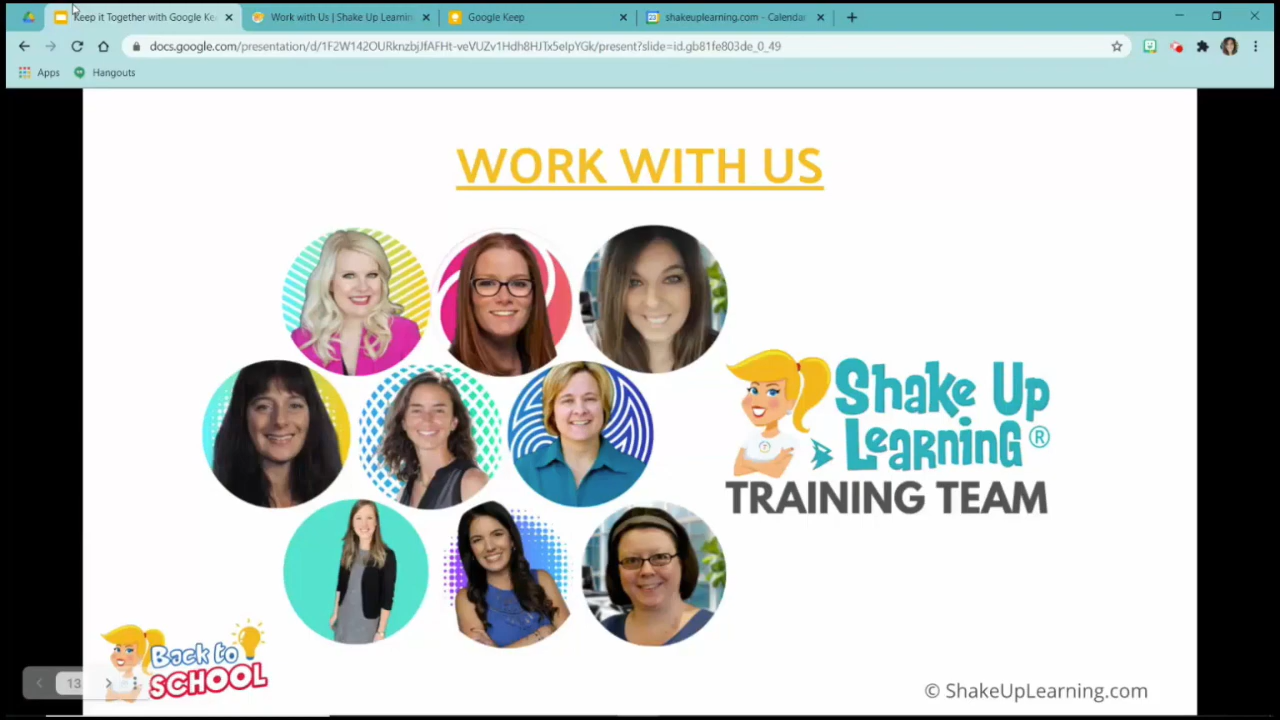 Keep it Together with Google Ke
Work with Us | Shake Up Learnin
Google Keep
shakeuplearning.com - Calenda
docs.google.com/presentation/d/1F2W142OURknzbjJfAFHt-veVUZv1Hdh8HJTx5eIpYGk/present?slide=id.gb81fe803de_0_49
Apps
Hangouts
WORK WITH US
Shake Up
Learning®
TRAINING TEAM
Back to
SCHOOL
13
© ShakeUpLearning.com